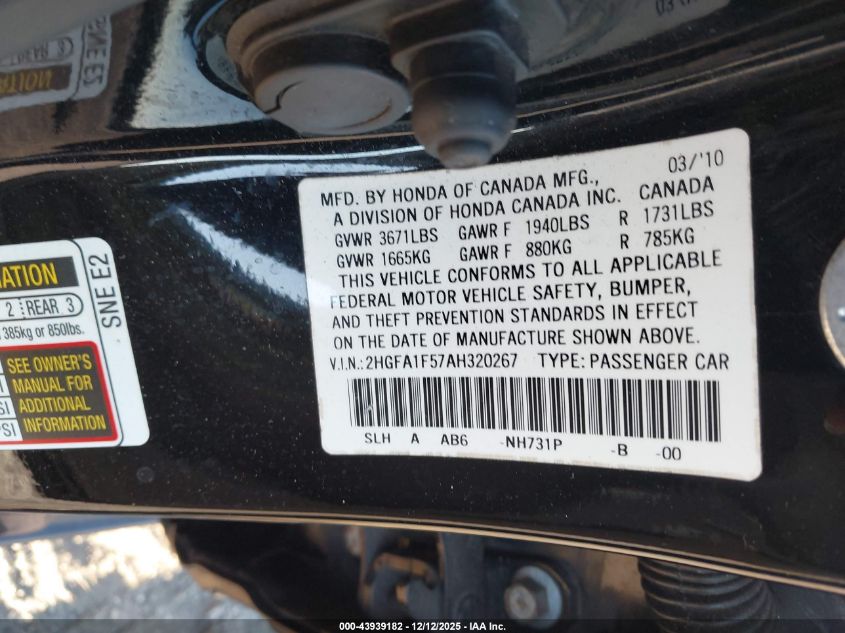 03/'10
MFD. BY HONDA OF CANADA MFG.,
A DIVISION OF HONDA CANADA INC. CANADA
GVWR 3671LBS GAWR F 1940LBS R 1731LBS
GVWR 1665KG GAWR F 880KG R 785KG
THIS VEHICLE CONFORMS TO ALL APPLICABLE
FEDERAL MOTOR VEHICLE SAFETY, BUMPER,
AND THEFT PREVENTION STANDARDS IN EFFECT
ON THE DATE OF MANUFACTURE SHOWN ABOVE.
V.I.N.:2HGFA1F57AH320267 TYPE: PASSENGER CAR
SLH A AB6 -NH731P -B -00
MATION
2 REAR 3
385kg or 850lbs.
SEE OWNER'S
MANUAL FOR
ADDITIONAL
INFORMATION
PSI
SNE E2
000-43939182 - 12/12/2025 - IAA Inc.